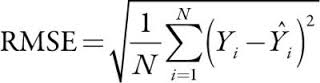 RMSE = √(1/N ∑_{i=1}^{N} (Y_i − Ŷ_i)²)